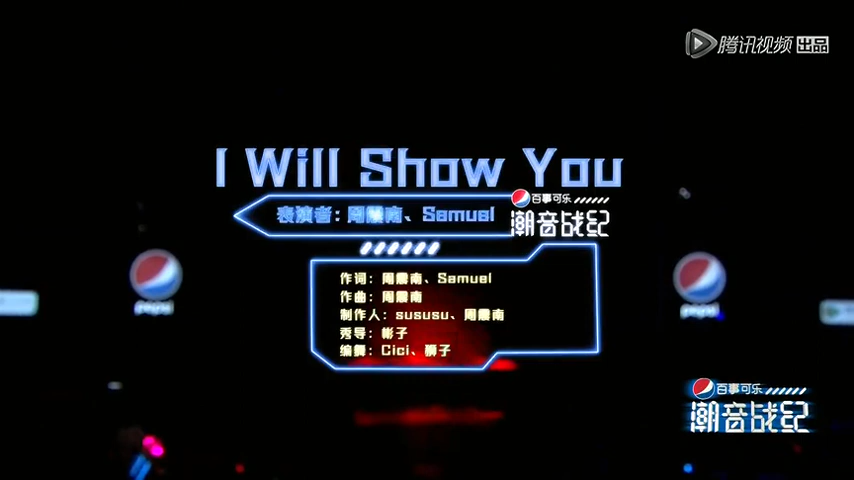 腾讯视频 出品
I Will Show You
表演者：周震南、Samuel
百事可乐
潮音战纪
作词：周震南、Samuel
作曲：周震南
制作人：sususu、周震南
秀导：彬子
编舞：Cici、狮子
pepsi
pepsi
百事可乐
潮音战纪